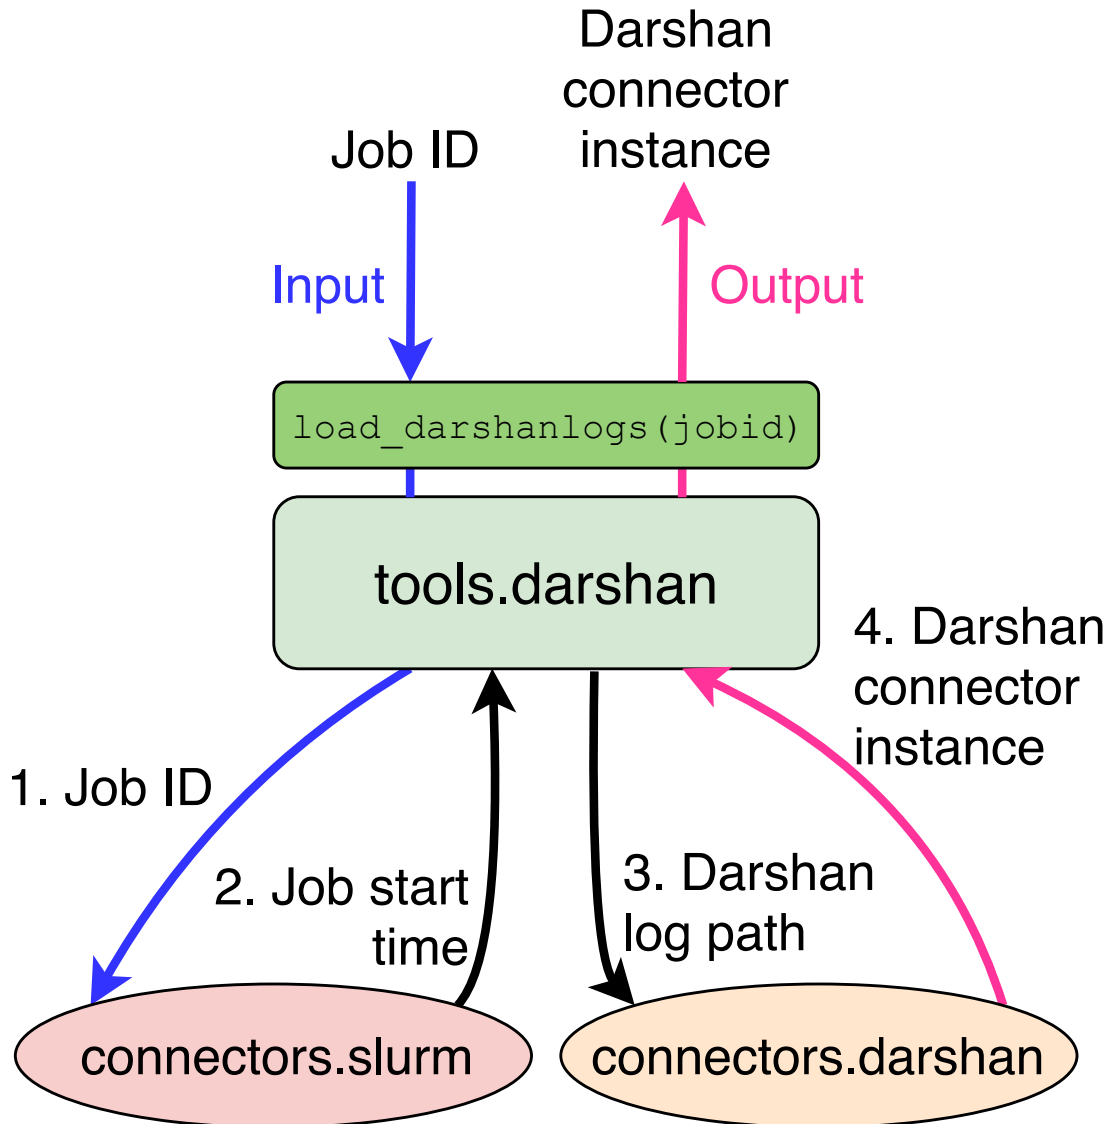 Darshan
connector
instance
Job ID
Input
Output
load_darshanlogs(jobid)
tools.darshan
4. Darshan
connector
instance
1. Job ID
2. Job start
time
3. Darshan
log path
connectors.slurm
connectors.darshan